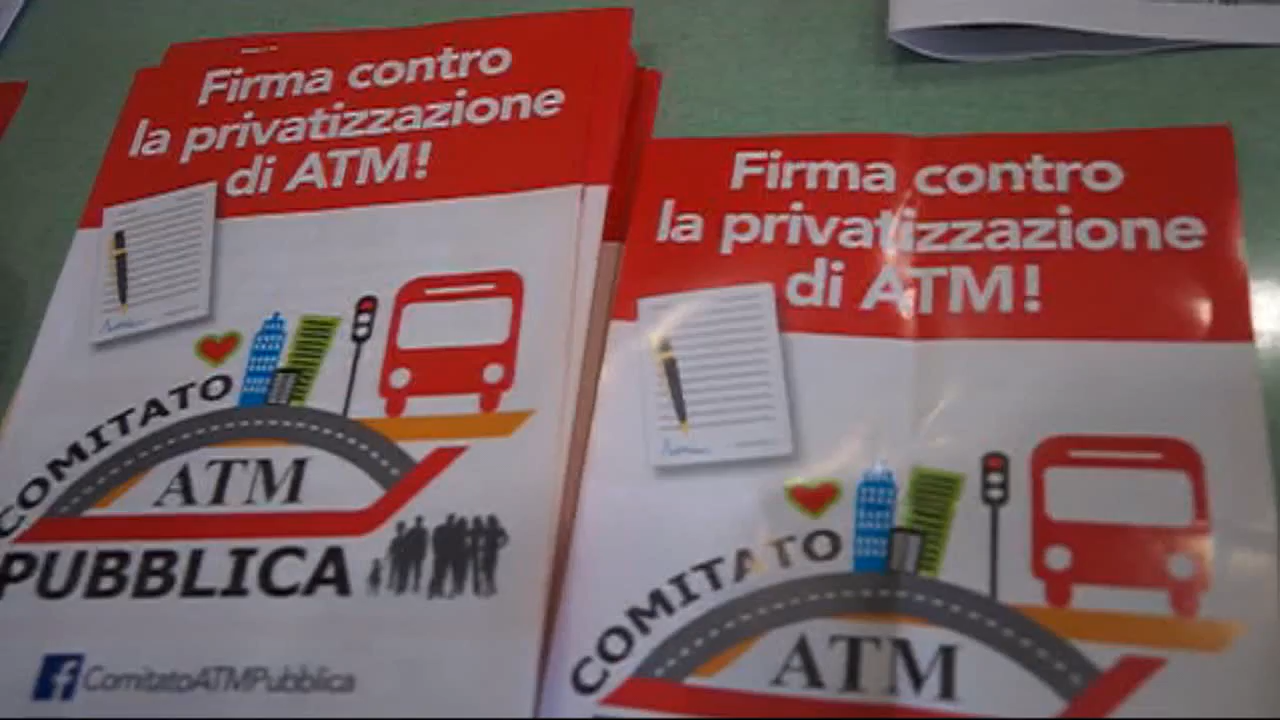 Firma contro
la privatizzazione
di ATM!
COMITATO
ATM
PUBBLICA
ComitatoATMPubblica
Firma contro
la privatizzazione
di ATM!
COMITATO
ATM